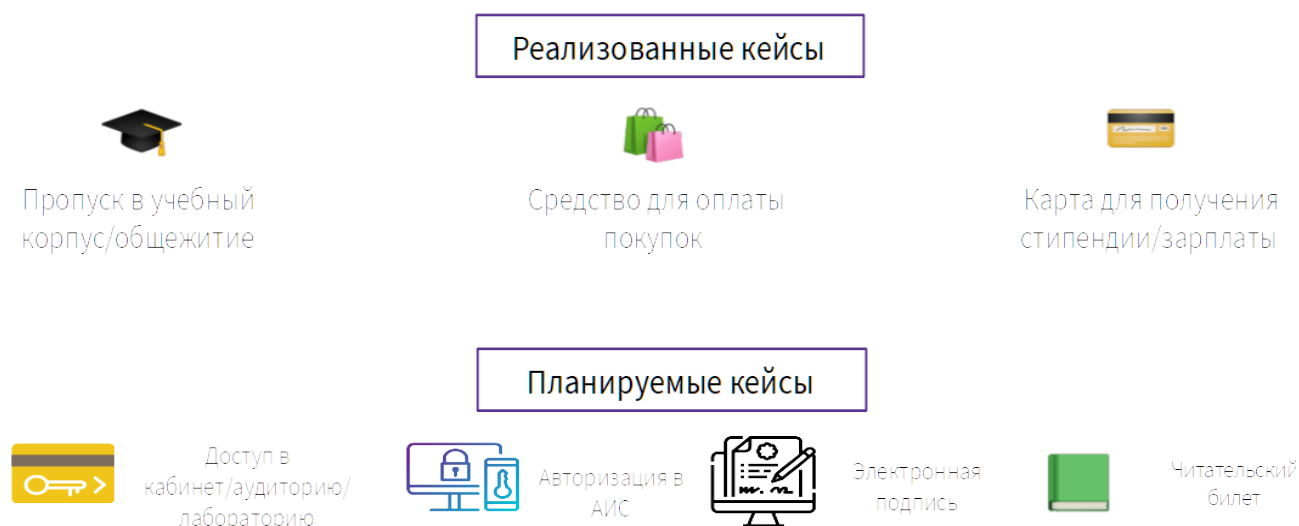 Реализованные кейсы
Пропуск в учебный
корпус/общежитие
Средство для оплаты
покупок
Карта для получения
стипендии/зарплаты
Планируемые кейсы
Доступ в
кабинет/аудиторию/
лабораторию
Авторизация в
АИС
Электронная
подпись
Читательский
билет